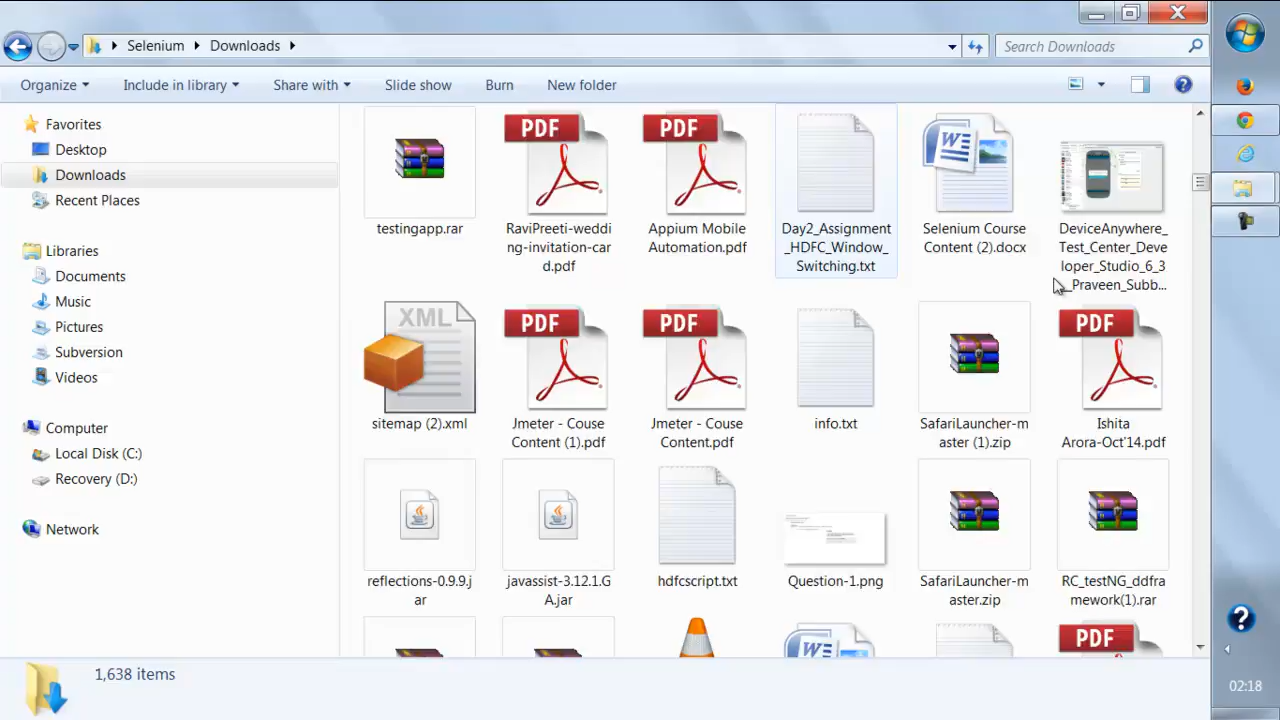 Selenium Downloads
Search Downloads
Organize Include in library Share with Slide show Burn New folder
Favorites
Desktop
Downloads
Recent Places
Libraries
Documents
Music
Pictures
Subversion
Videos
Computer
Local Disk (C:)
Recovery (D:)
Network
testingapp.rar
PDF
RaviPreeti-weddi
ng-invitation-car
d.pdf
PDF
Appium Mobile
Automation.pdf
Day2_Assignment
_HDFC_Window_
Switching.txt
W
Selenium Course
Content (2).docx
DeviceAnywhere_
Test_Center_Deve
loper_Studio_6_3
_Praveen_Subb...
XML
sitemap (2).xml
PDF
Jmeter - Couse
Content (1).pdf
PDF
Jmeter - Couse
Content.pdf
info.txt
SafariLauncher-m
aster (1).zip
PDF
Ishita
Arora-Oct'14.pdf
reflections-0.9.9.j
ar
javassist-3.12.1.G
A.jar
hdfcscript.txt
Question-1.png
SafariLauncher-m
aster.zip
RC_testNG_ddfra
mework(1).rar
W
PDF
1,638 items
02:18